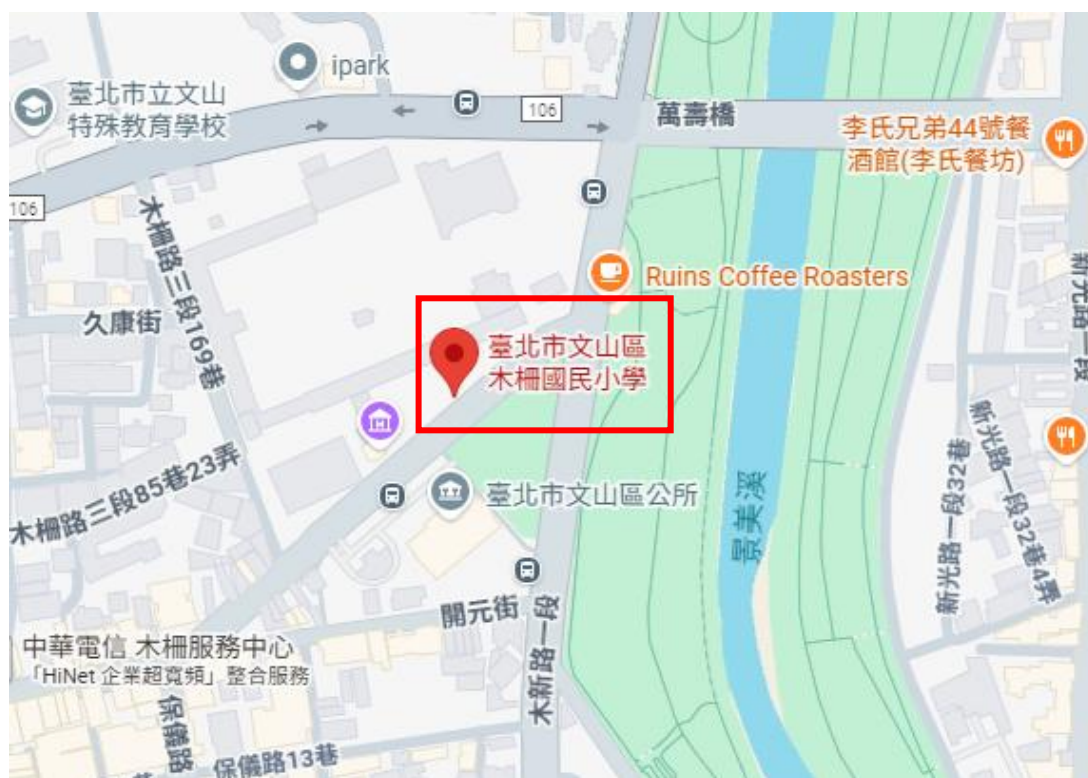 ipark
臺北市立文山
特殊教育學校
106
萬壽橋
李氏兄弟44號餐
酒館(李氏餐坊)
106
木柵路三段169巷
Ruins Coffee Roasters
新光路一段
久康街
臺北市文山區
木柵國民小學
木柵路三段85巷23弄
臺北市文山區公所
景美溪
新光路一段32巷
新光路一段32巷4弄
開元街
木新路一段
中華電信 木柵服務中心
「HiNet 企業超寬頻」整合服務
保儀路
保儀路13巷